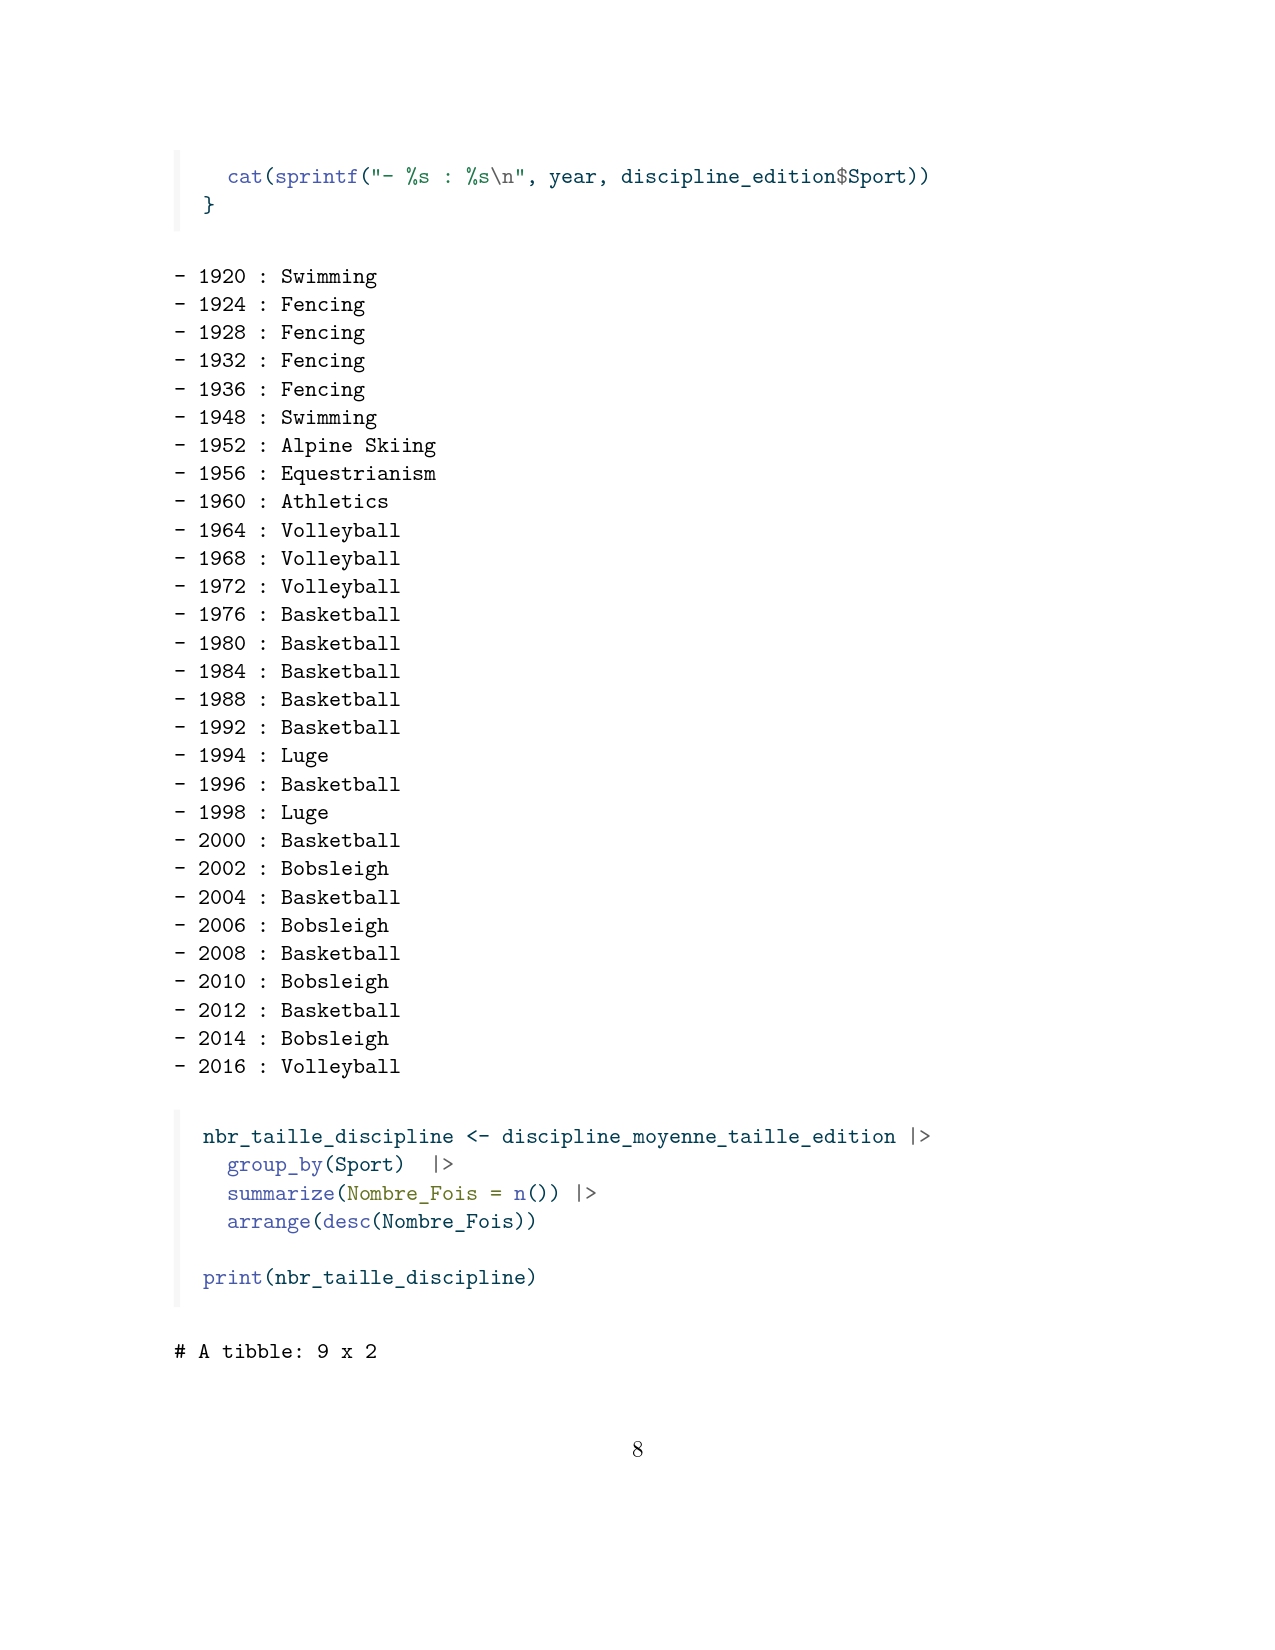 cat(sprintf("- %s : %s\n", year, discipline_edition$Sport))
}
- 1920 : Swimming
- 1924 : Fencing
- 1928 : Fencing
- 1932 : Fencing
- 1936 : Fencing
- 1948 : Swimming
- 1952 : Alpine Skiing
- 1956 : Equestrianism
- 1960 : Athletics
- 1964 : Volleyball
- 1968 : Volleyball
- 1972 : Volleyball
- 1976 : Basketball
- 1980 : Basketball
- 1984 : Basketball
- 1988 : Basketball
- 1992 : Basketball
- 1994 : Luge
- 1996 : Basketball
- 1998 : Luge
- 2000 : Basketball
- 2002 : Bobsleigh
- 2004 : Basketball
- 2006 : Bobsleigh
- 2008 : Basketball
- 2010 : Bobsleigh
- 2012 : Basketball
- 2014 : Bobsleigh
- 2016 : Volleyball
nbr_taille_discipline <- discipline_moyenne_taille_edition |>
group_by(Sport)  |>
summarize(Nombre_Fois = n()) |>
arrange(desc(Nombre_Fois))
print(nbr_taille_discipline)
# A tibble: 9 x 2
8